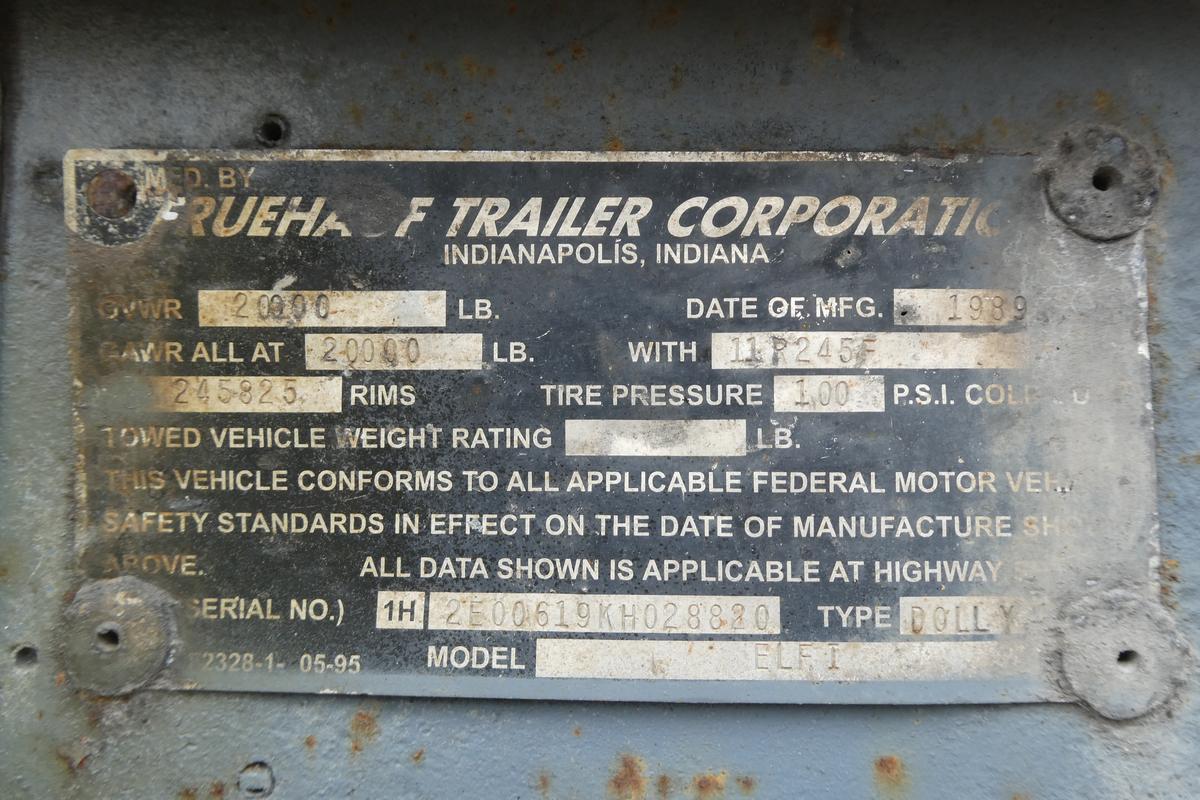 MFD. BY
FRUEHAUF TRAILER CORPORATION
INDIANAPOLIS, INDIANA
GVWR 20000 LB. DATE OF MFG. 1989
GAWR ALL AT 20000 LB. WITH 11R245F
245825 RIMS TIRE PRESSURE 100 P.S.I. COLD
TOWED VEHICLE WEIGHT RATING LB.
THIS VEHICLE CONFORMS TO ALL APPLICABLE FEDERAL MOTOR
SAFETY STANDARDS IN EFFECT ON THE DATE OF MANUFACTURE
ABOVE. ALL DATA SHOWN IS APPLICABLE AT HIGHWAY
(SERIAL NO.) 1H 2E00619KH028820 TYPE DOLLY
2328-1- 05-95 MODEL ELFI